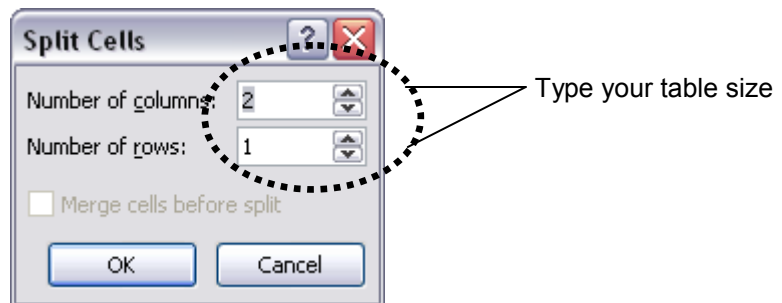 Split Cells
Number of columns: 2
Type your table size
Number of rows: 1
Merge cells before split
OK Cancel